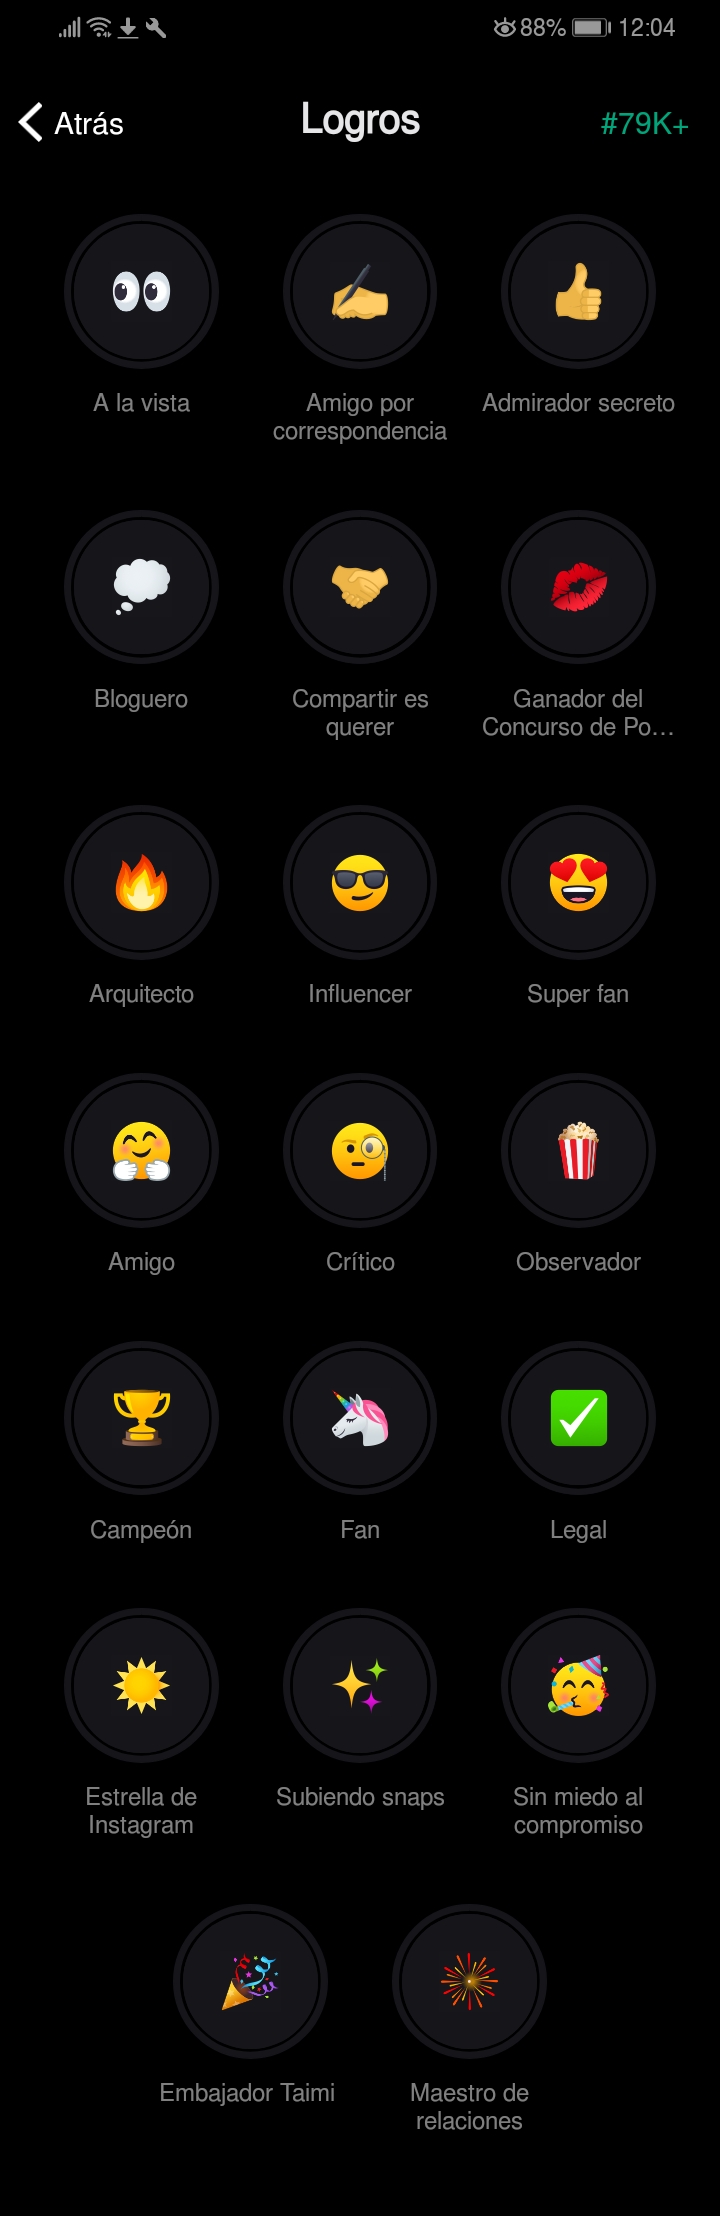 88% 12:04
Atrás Logros #79K+
A la vista
Amigo por
correspondencia
Admirador secreto
Bloguero
Compartir es
querer
Ganador del
Concurso de Po...
Arquitecto
Influencer
Super fan
Amigo
Crítico
Observador
Campeón
Fan
Legal
Estrella de
Instagram
Subiendo snaps
Sin miedo al
compromiso
Embajador Taimi
Maestro de
relaciones